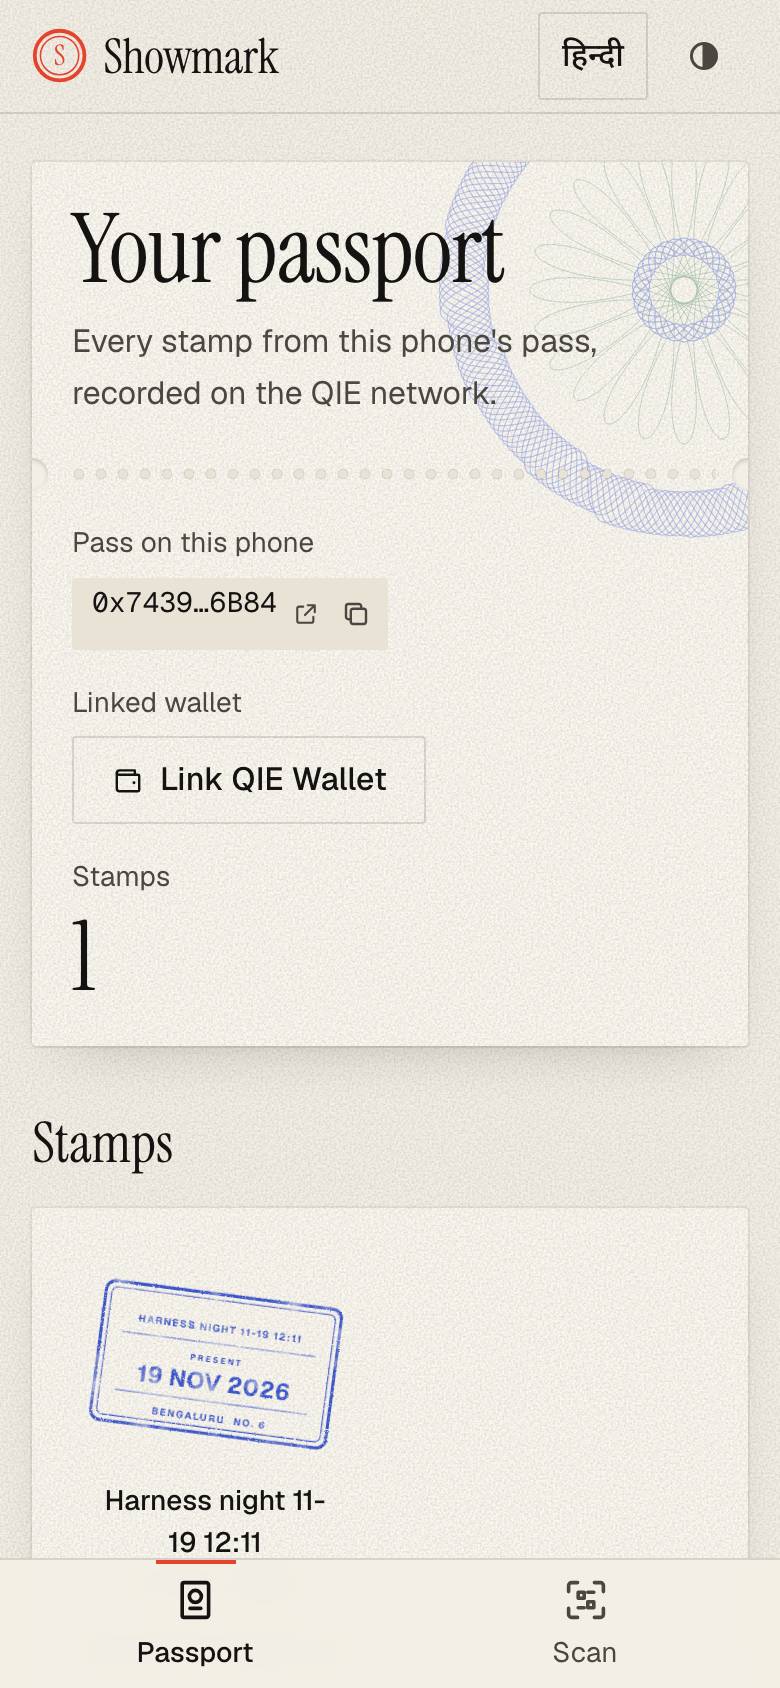 S
Showmark
हिन्दी
Your passport
Every stamp from this phone's pass,
recorded on the QIE network.
Pass on this phone
0x7439…6B84
Linked wallet
Link QIE Wallet
Stamps
1
Stamps
HARNESS NIGHT 11-19 12:11
PRESENT
19 NOV 2026
BENGALURU NO. 6
Harness night 11-
19 12:11
Passport
Scan